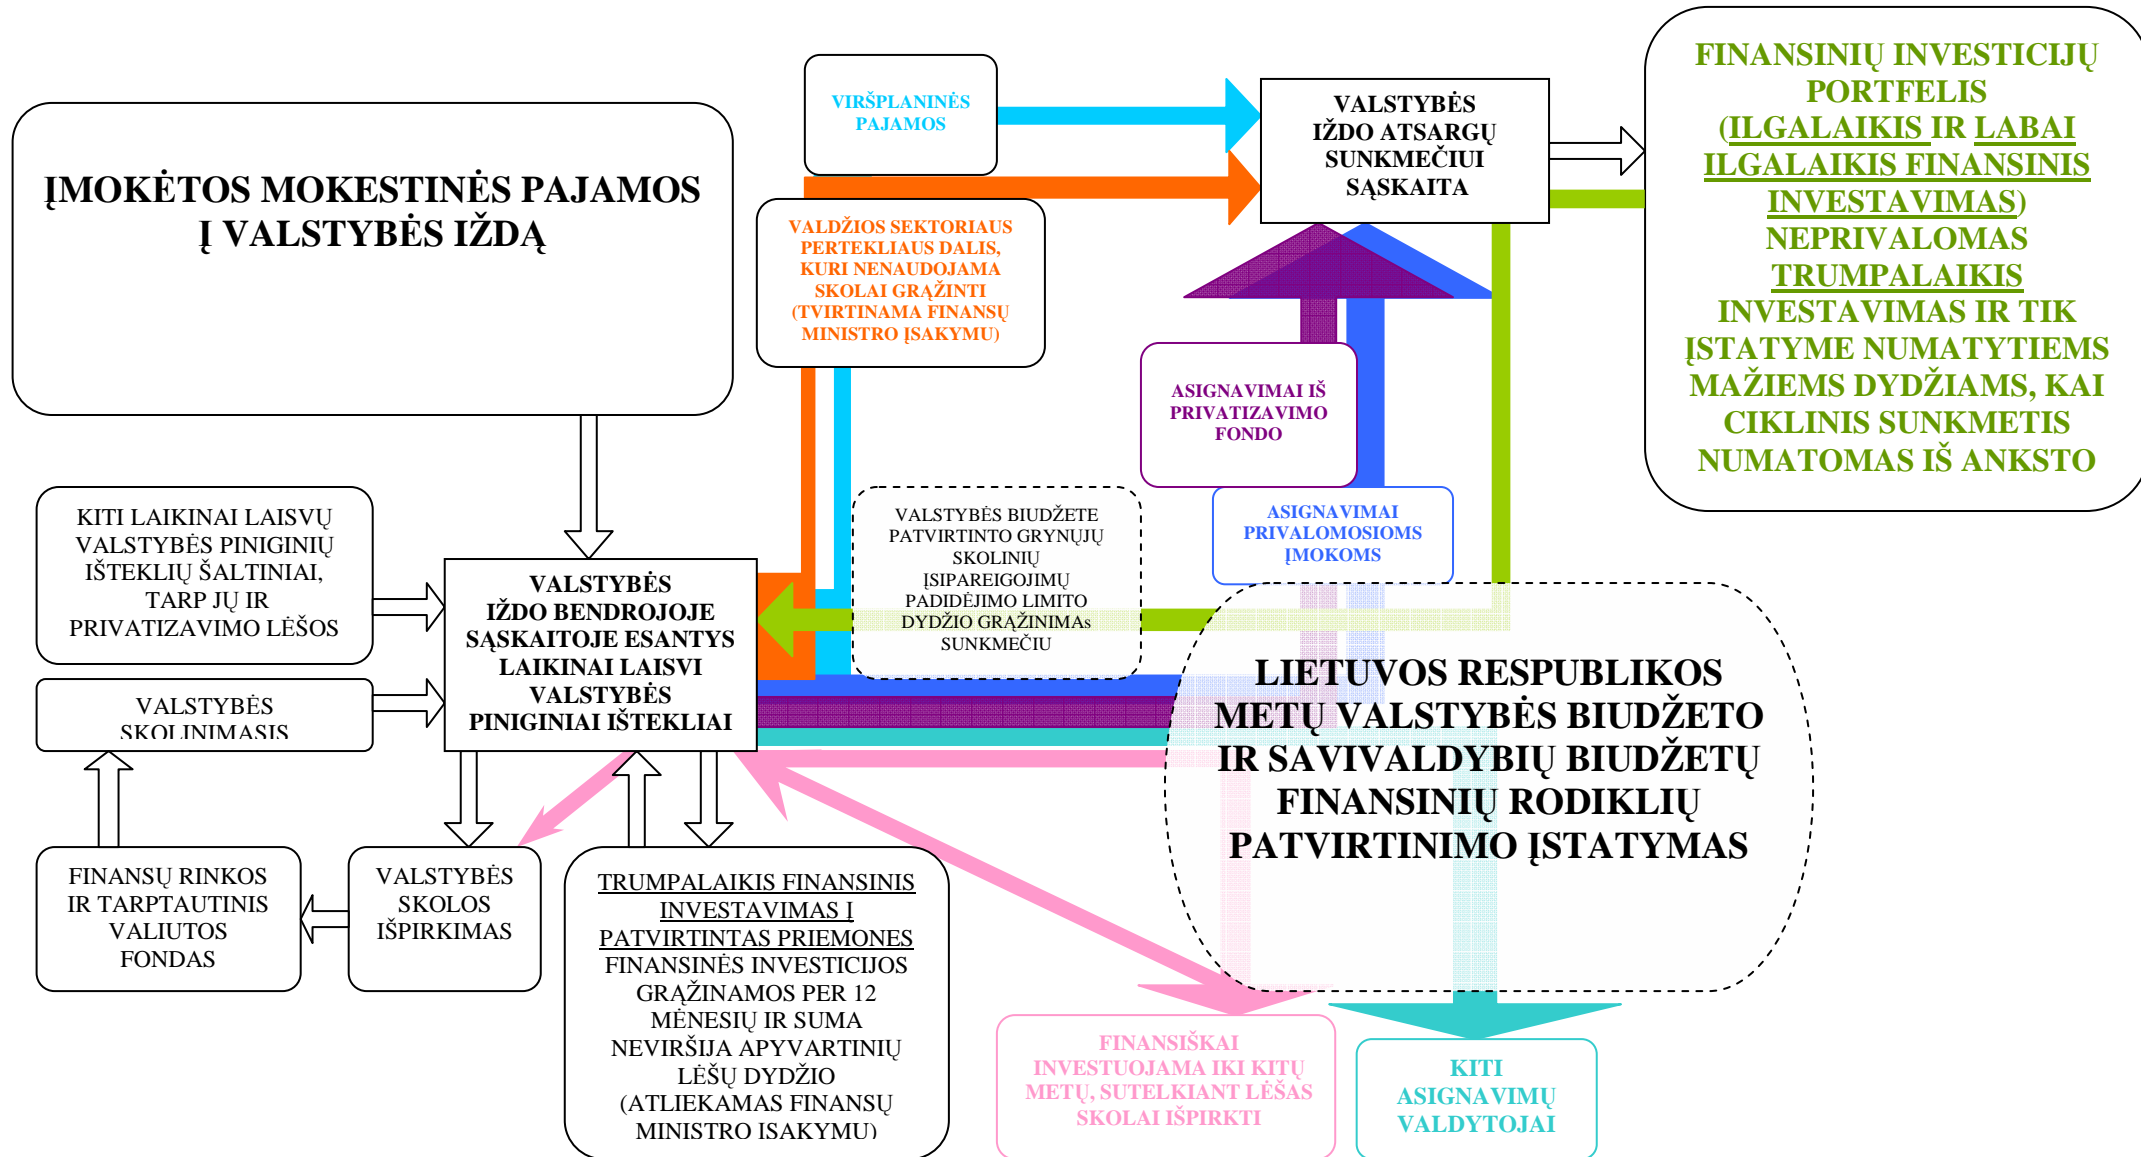 ĮMOKĖTOS MOKESTINĖS PAJAMOS
Į VALSTYBĖS IŽDĄ
VIRŠPLANINĖS
PAJAMOS
VALSTYBĖS
IŽDO ATSARGŲ
SUNKMEČIUI
SĄSKAITA
FINANSINIŲ INVESTICIJŲ
PORTFELIS
(ILGALAIKIS IR LABAI
ILGALAIKIS FINANSINIS
INVESTAVIMAS)
NEPRIVALOMAS
TRUMPALAIKIS
INVESTAVIMAS IR TIK
ĮSTATYME NUMATYTIEMS
MAŽIEMS DYDŽIAMS, KAI
CIKLINIS SUNKMETIS
NUMATOMAS IŠ ANKSTO
VALDŽIOS SEKTORIAUS
PERTEKLIAUS DALIS,
KURI NENAUDOJAMA
SKOLAI GRĄŽINTI
(TVIRTINAMA FINANSŲ
MINISTRO ĮSAKYMU)
ASIGNAVIMAI IŠ
PRIVATIZAVIMO
FONDO
ASIGNAVIMAI
PRIVALOMOSIOMS
ĮMOKOMS
KITI LAIKINAI LAISVŲ
VALSTYBĖS PINIGINIŲ
IŠTEKLIŲ ŠALTINIAI,
TARP JŲ IR
PRIVATIZAVIMO LĖŠOS
VALSTYBĖS
IŽDO BENDROJOJE
SĄSKAITOJE ESANTYS
LAIKINAI LAISVI
VALSTYBĖS
PINIGINIAI IŠTEKLIAI
VALSTYBĖS BIUDŽETE
PATVIRTINTO GRYNŲJŲ
SKOLINIŲ
ĮSIPAREIGOJIMŲ
PADIDĖJIMO LIMITO
DYDŽIO GRĄŽINIMAs
SUNKMEČIU
VALSTYBĖS
SKOLINIMASIS
LIETUVOS RESPUBLIKOS
METŲ VALSTYBĖS BIUDŽETO
IR SAVIVALDYBIŲ BIUDŽETŲ
FINANSINIŲ RODIKLIŲ
PATVIRTINIMO ĮSTATYMAS
FINANSŲ RINKOS
IR TARPTAUTINIS
VALIUTOS
FONDAS
VALSTYBĖS
SKOLOS
IŠPIRKIMAS
TRUMPALAIKIS FINANSINIS
INVESTAVIMAS Į
PATVIRTINTAS PRIEMONES
FINANSINĖS INVESTICIJOS
GRĄŽINAMOS PER 12
MĖNESIŲ IR SUMA
NEVIRŠIJA APYVARTINIŲ
LĖŠŲ DYDŽIO
(ATLIEKAMAS FINANSŲ
MINISTRO ISAKYMU)
FINANSIŠKAI
INVESTUOJAMA IKI KITŲ
METŲ, SUTELKIANT LĖŠAS
SKOLAI IŠPIRKTI
KITI
ASIGNAVIMŲ
VALDYTOJAI